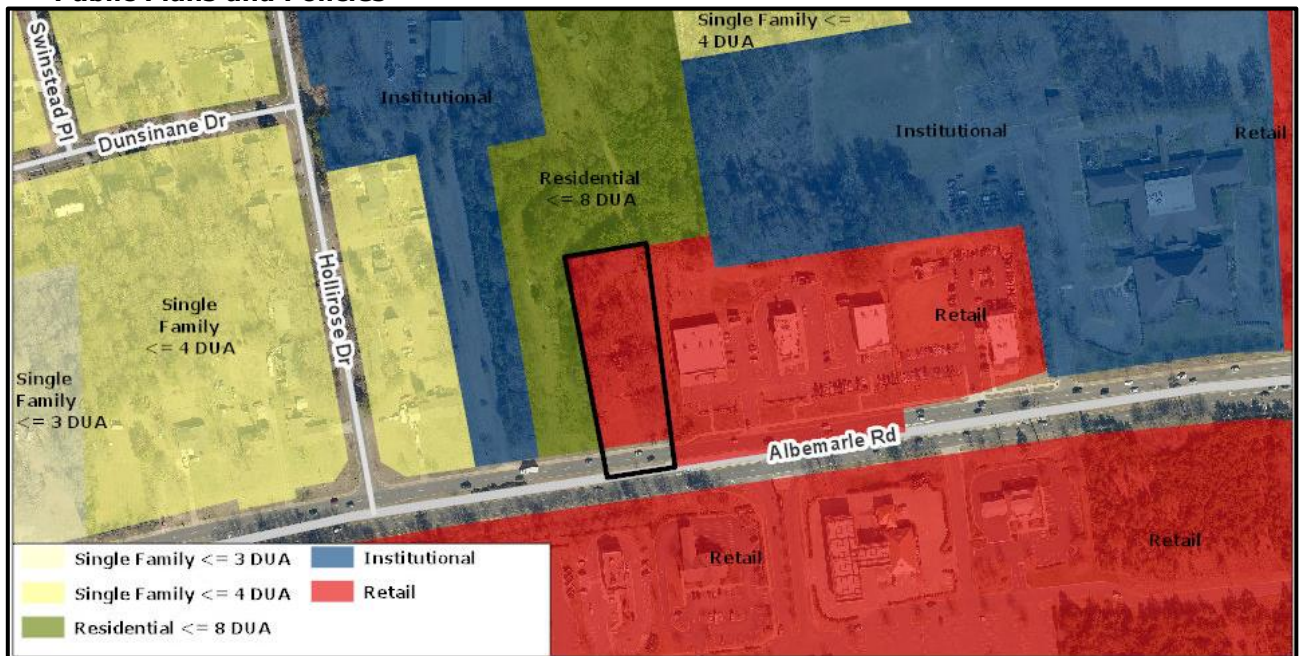 Public Plans and Policies
Single Family <=
4 DUA
Swinstead Pl
Dunsinane Dr
Institutional
Institutional
Retail
Residential
<= 8 DUA
Hollirose Dr
Single
Family
<= 4 DUA
Retail
Single
Family
<= 3 DUA
Albemarle Rd
Retail
Retail
Single Family <= 3 DUA
Institutional
Single Family <= 4 DUA
Retail
Residential <= 8 DUA